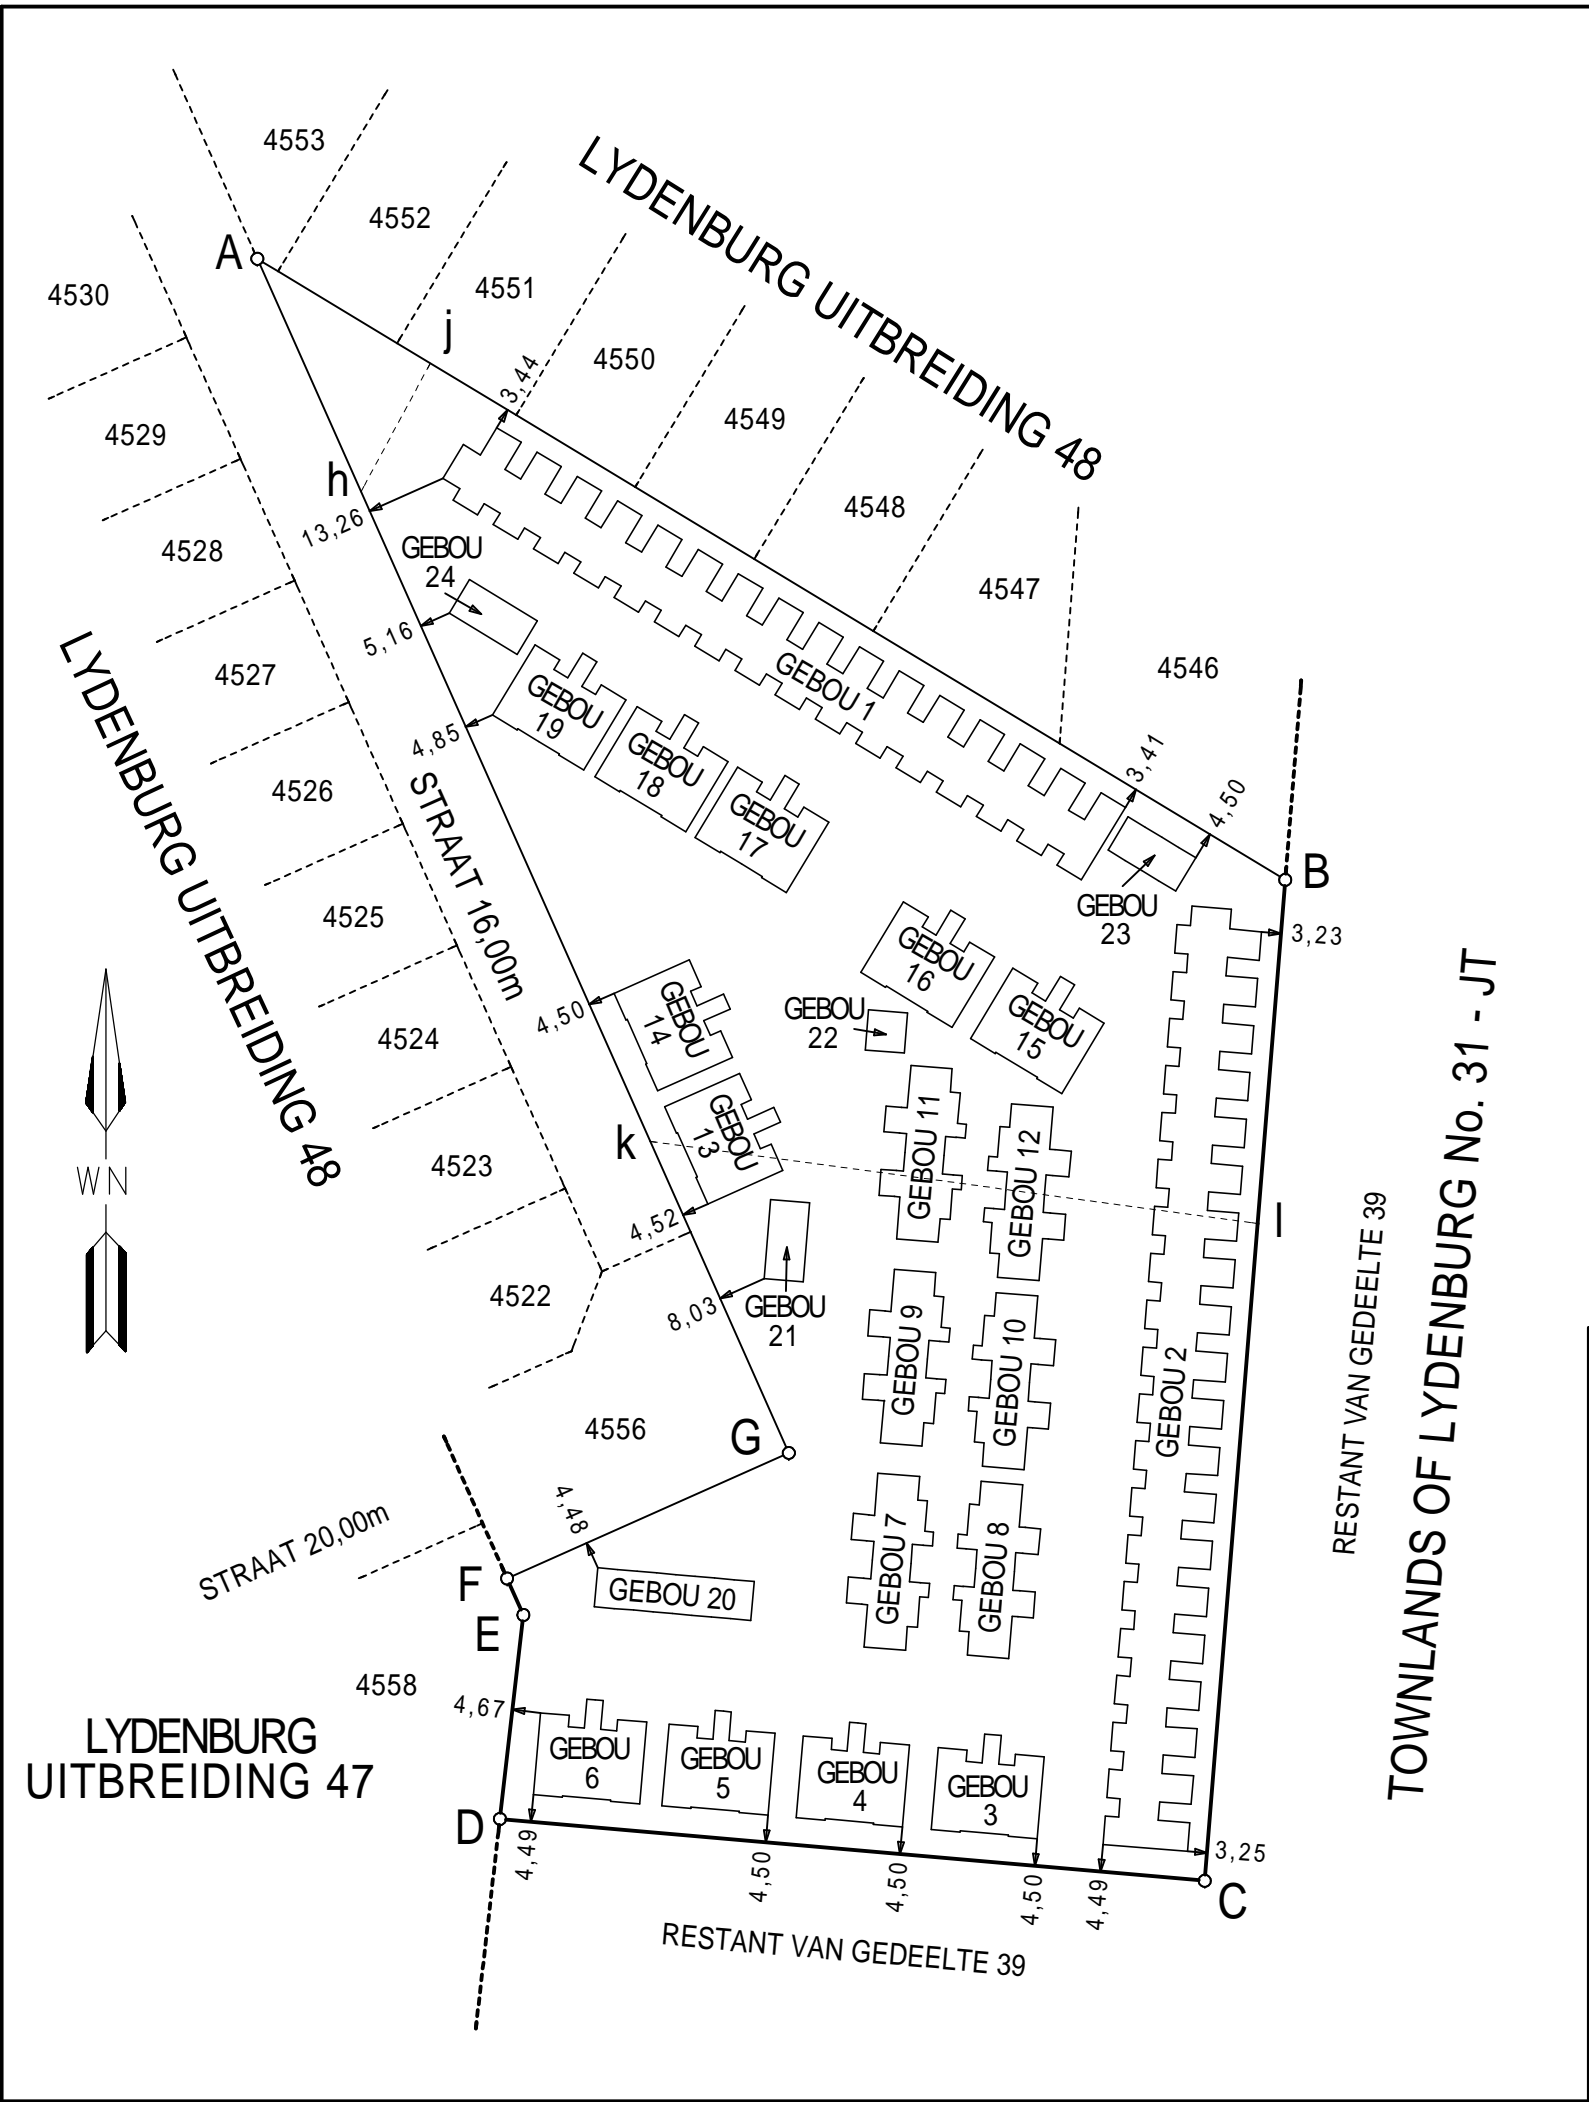 4553
4552
LYDENBURG UITBREIDING 48
A
4530
4551
j
4550
3,44
4529
4549
h
4548
13,26
4528
GEBOU
24
4547
5,16
4527
LYDENBURG UITBREIDING 48
GEBOU 1
4546
GEBOU
19
GEBOU
18
GEBOU
17
4,85
STRAAT 16,00m
4526
3,41
4,50
B
GEBOU
23
4525
3,23
GEBOU
16
GEBOU
15
GEBOU
22
4,50
GEBOU
14
4524
TOWNLANDS OF LYDENBURG No. 31 - JT
RESTANT VAN GEDEELTE 39
GEBOU
13
k
GEBOU 11
GEBOU 12
4523
W N
l
4,52
4522
8,03
GEBOU
21
GEBOU 9
GEBOU 10
GEBOU 2
4556
G
4,48
STRAAT 20,00m
F
GEBOU 20
GEBOU 7
GEBOU 8
E
4558
4,67
LYDENBURG
UITBREIDING 47
GEBOU
6
GEBOU
5
GEBOU
4
GEBOU
3
D
4,49
4,50
4,50
4,50
4,49
3,25
C
RESTANT VAN GEDEELTE 39